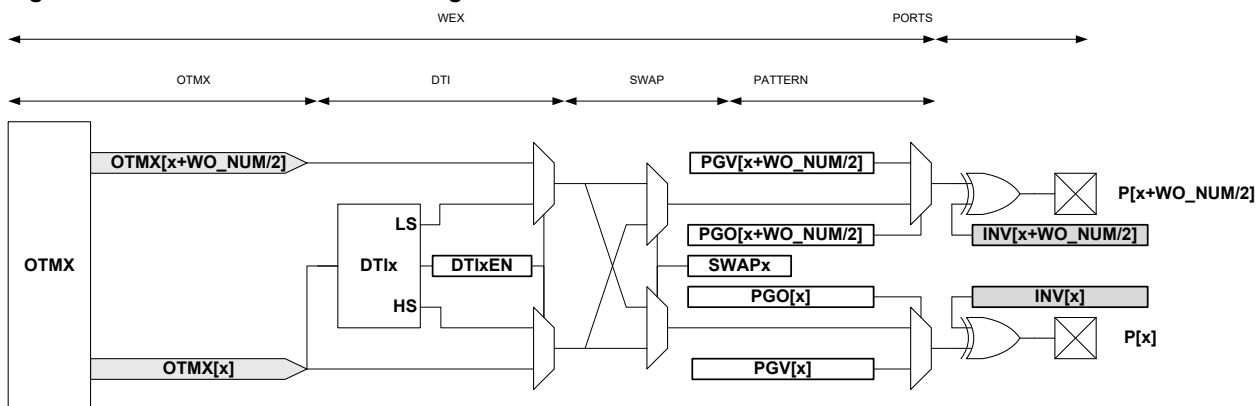 WEX PORTS
OTMX DTI SWAP PATTERN
OTMX[x+WO_NUM/2] PGV[x+WO_NUM/2]
P[x+WO_NUM/2]
LS
PGO[x+WO_NUM/2] INV[x+WO_NUM/2]
OTMX DTIx DTIxEN SWAPx
PGO[x] INV[x]
HS
P[x]
OTMX[x] PGV[x]